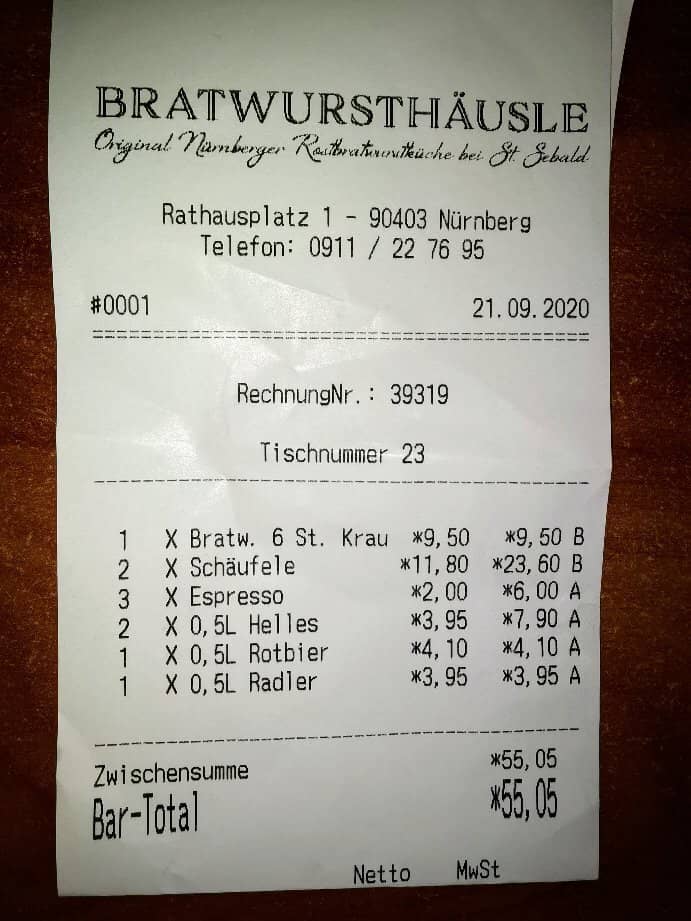 BRATWURSTHÄUSLE
Original Nürnberger Rostbratwurstküche bei St. Sebald
Rathausplatz 1 - 90403 Nürnberg
Telefon: 0911 / 22 76 95
#0001 21.09.2020
RechnungNr.: 39319
Tischnummer 23
1 X Bratw. 6 St. Krau *9,50 *9,50 B
2 X Schäufele *11,80 *23,60 B
3 X Espresso *2,00 *6,00 A
2 X 0,5L Helles *3,95 *7,90 A
1 X 0,5L Rotbier *4,10 *4,10 A
1 X 0,5L Radler *3,95 *3,95 A
Zwischensumme *55,05
Bar-Total *55,05
Netto MwSt